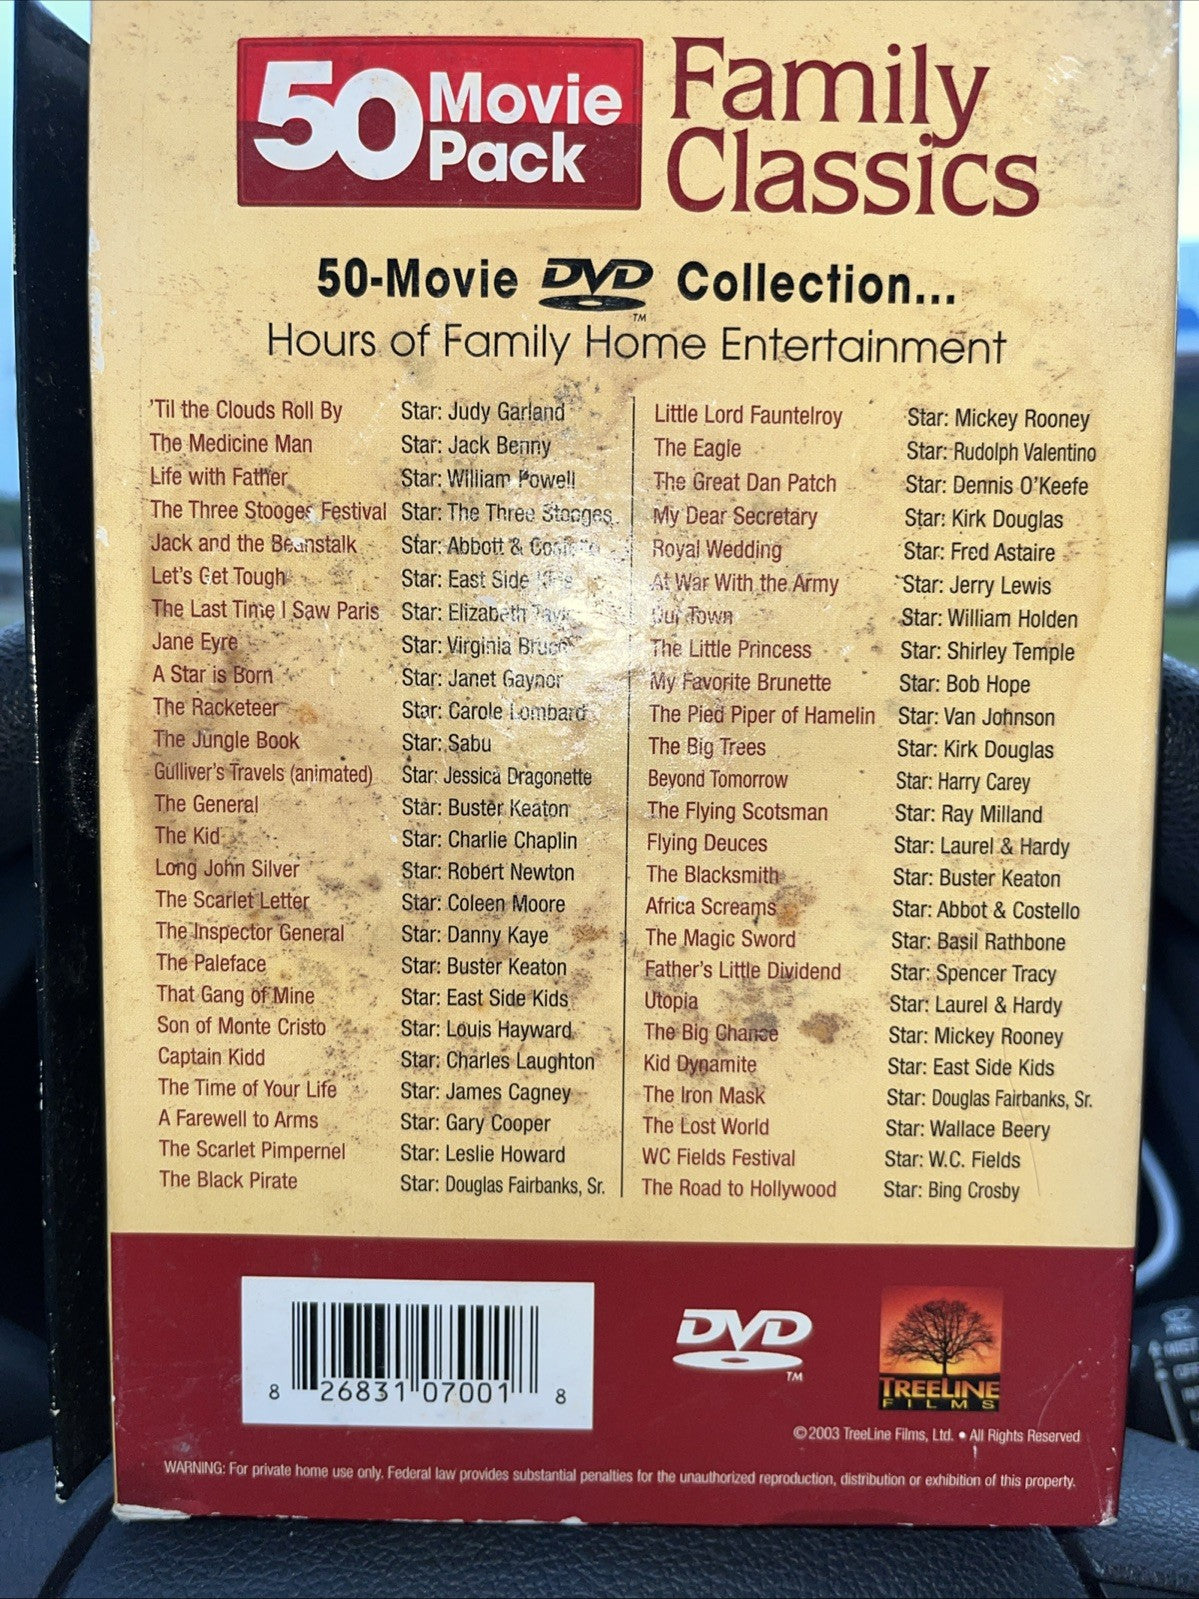 50 Movie Pack
Family Classics
50-Movie DVD Collection...
TM
Hours of Family Home Entertainment
'Til the Clouds Roll By Star: Judy Garland
The Medicine Man Star: Jack Benny
Life with Father Star: William Powell
The Three Stooges Festival Star: The Three Stooges
Jack and the Beanstalk Star: Abbott &
Let's Get Tough Star: East Side Kids
The Last Time I Saw Paris Star: Elizabeth
Jane Eyre Star: Virginia Bruce
A Star is Born Star: Janet Gaynor
The Racketeer Star: Carole Lombard
The Jungle Book Star: Sabu
Gulliver's Travels (animated) Star: Jessica Dragonette
The General Star: Buster Keaton
The Kid Star: Charlie Chaplin
Long John Silver Star: Robert Newton
The Scarlet Letter Star: Coleen Moore
The Inspector General Star: Danny Kaye
The Paleface Star: Buster Keaton
That Gang of Mine Star: East Side Kids
Son of Monte Cristo Star: Louis Hayward
Captain Kidd Star: Charles Laughton
The Time of Your Life Star: James Cagney
A Farewell to Arms Star: Gary Cooper
The Scarlet Pimpernel Star: Leslie Howard
The Black Pirate Star: Douglas Fairbanks, Sr.
Little Lord Fauntelroy Star: Mickey Rooney
The Eagle Star: Rudolph Valentino
The Great Dan Patch Star: Dennis O'Keefe
My Dear Secretary Star: Kirk Douglas
Royal Wedding Star: Fred Astaire
At War With the Army Star: Jerry Lewis
Our Town Star: William Holden
The Little Princess Star: Shirley Temple
My Favorite Brunette Star: Bob Hope
The Pied Piper of Hamelin Star: Van Johnson
The Big Trees Star: Kirk Douglas
Beyond Tomorrow Star: Harry Carey
The Flying Scotsman Star: Ray Milland
Flying Deuces Star: Laurel & Hardy
The Blacksmith Star: Buster Keaton
Africa Screams Star: Abbot & Costello
The Magic Sword Star: Basil Rathbone
Father's Little Dividend Star: Spencer Tracy
Utopia Star: Laurel & Hardy
The Big Chance Star: Mickey Rooney
Kid Dynamite Star: East Side Kids
The Iron Mask Star: Douglas Fairbanks, Sr.
The Lost World Star: Wallace Beery
WC Fields Festival Star: W.C. Fields
The Road to Hollywood Star: Bing Crosby
8 26831 07001 8
DVD
TM
TREELINE
FILMS
©2003 TreeLine Films, Ltd. • All Rights Reserved
WARNING: For private home use only. Federal law provides substantial penalties for the unauthorized reproduction, distribution or exhibition of this property.